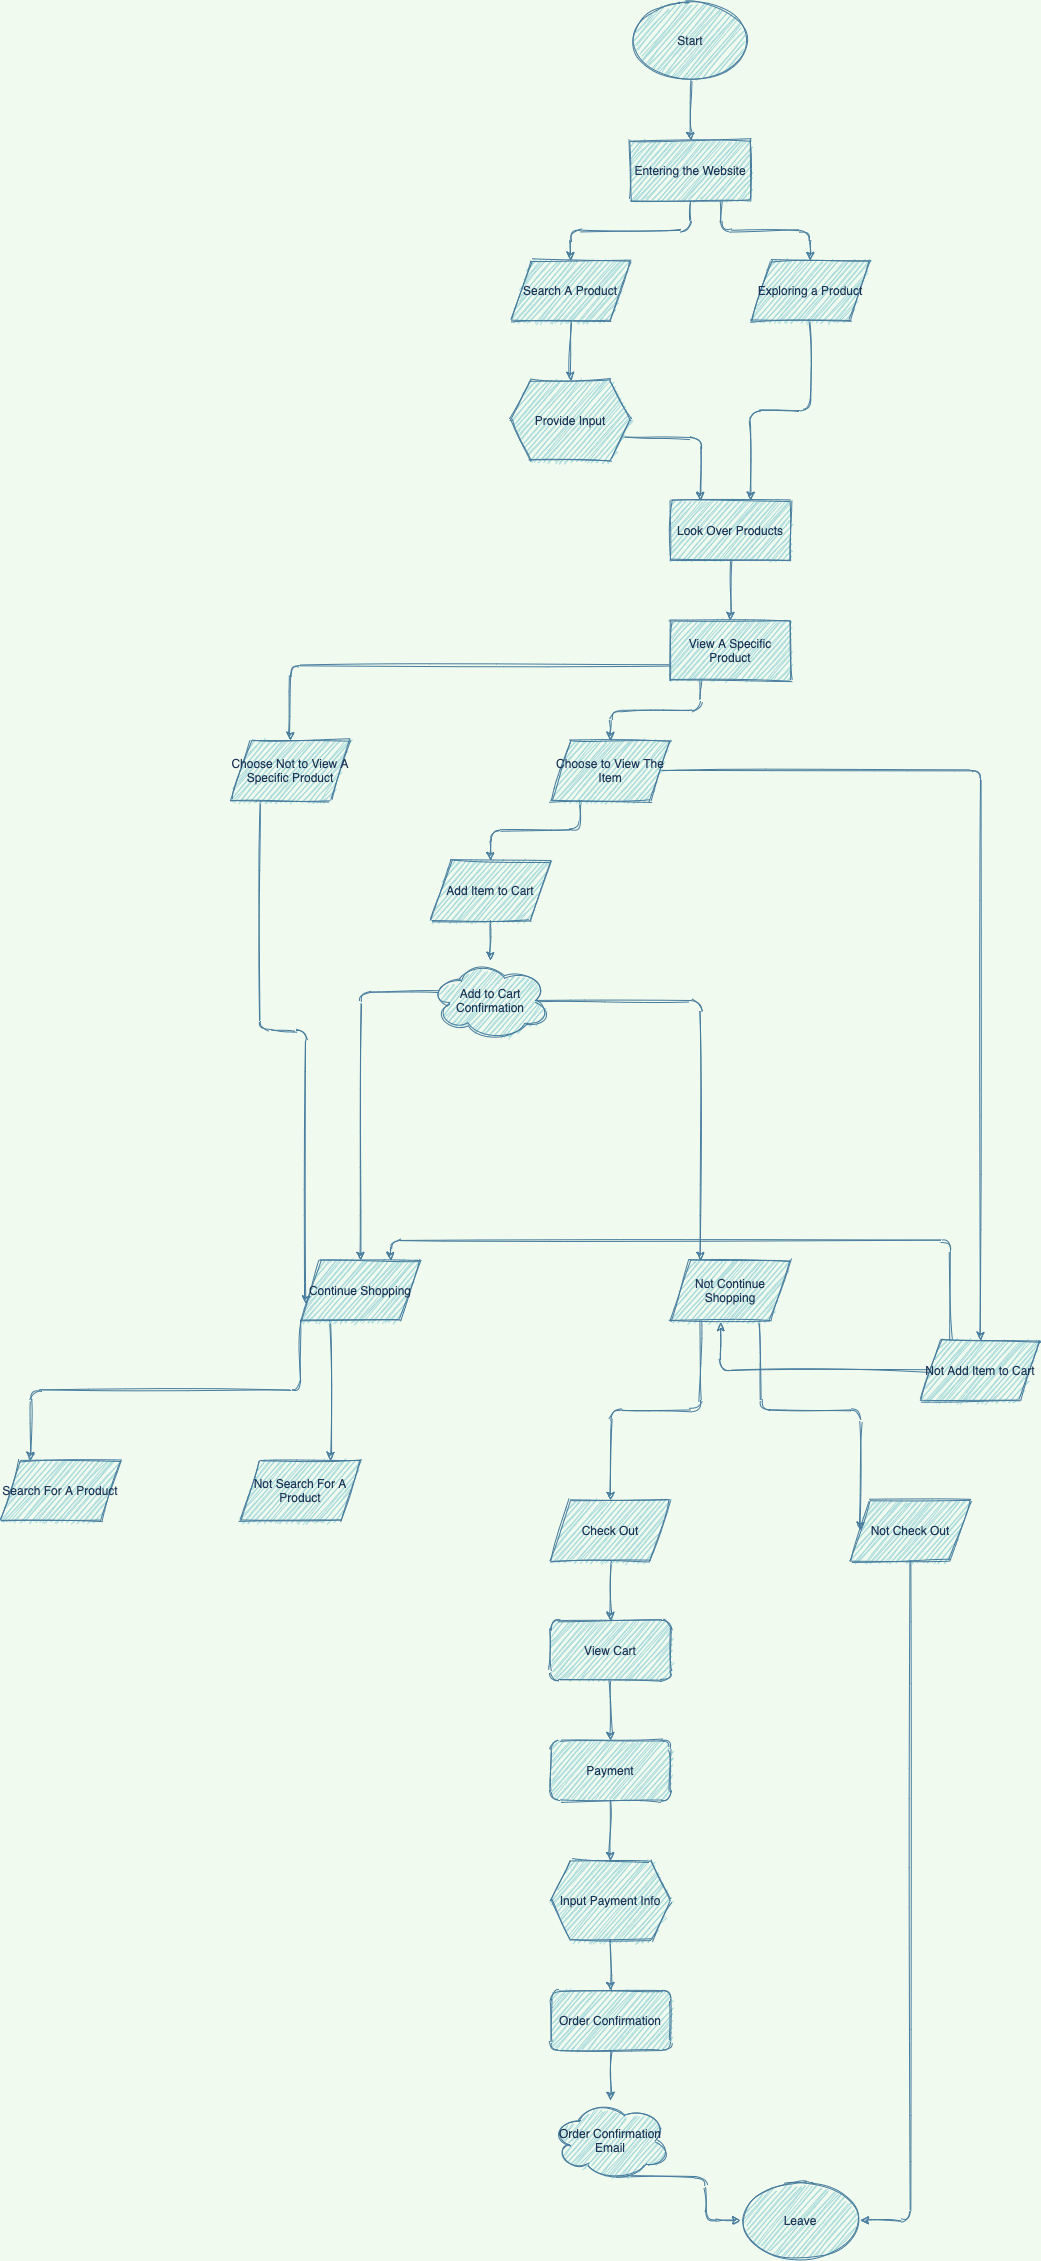 Start
Entering the Website
Search A Product
Exploring a Product
Provide Input
Look Over Products
View A Specific
Product
Choose Not to View A
Specific Product
Choose to View The
Item
Add Item to Cart
Add to Cart
Confirmation
Continue Shopping
Not Continue
Shopping
Not Add Item to Cart
Search For A Product
Not Search For A
Product
Check Out
Not Check Out
View Cart
Payment
Input Payment Info
Order Confirmation
Order Confirmation
Email
Leave